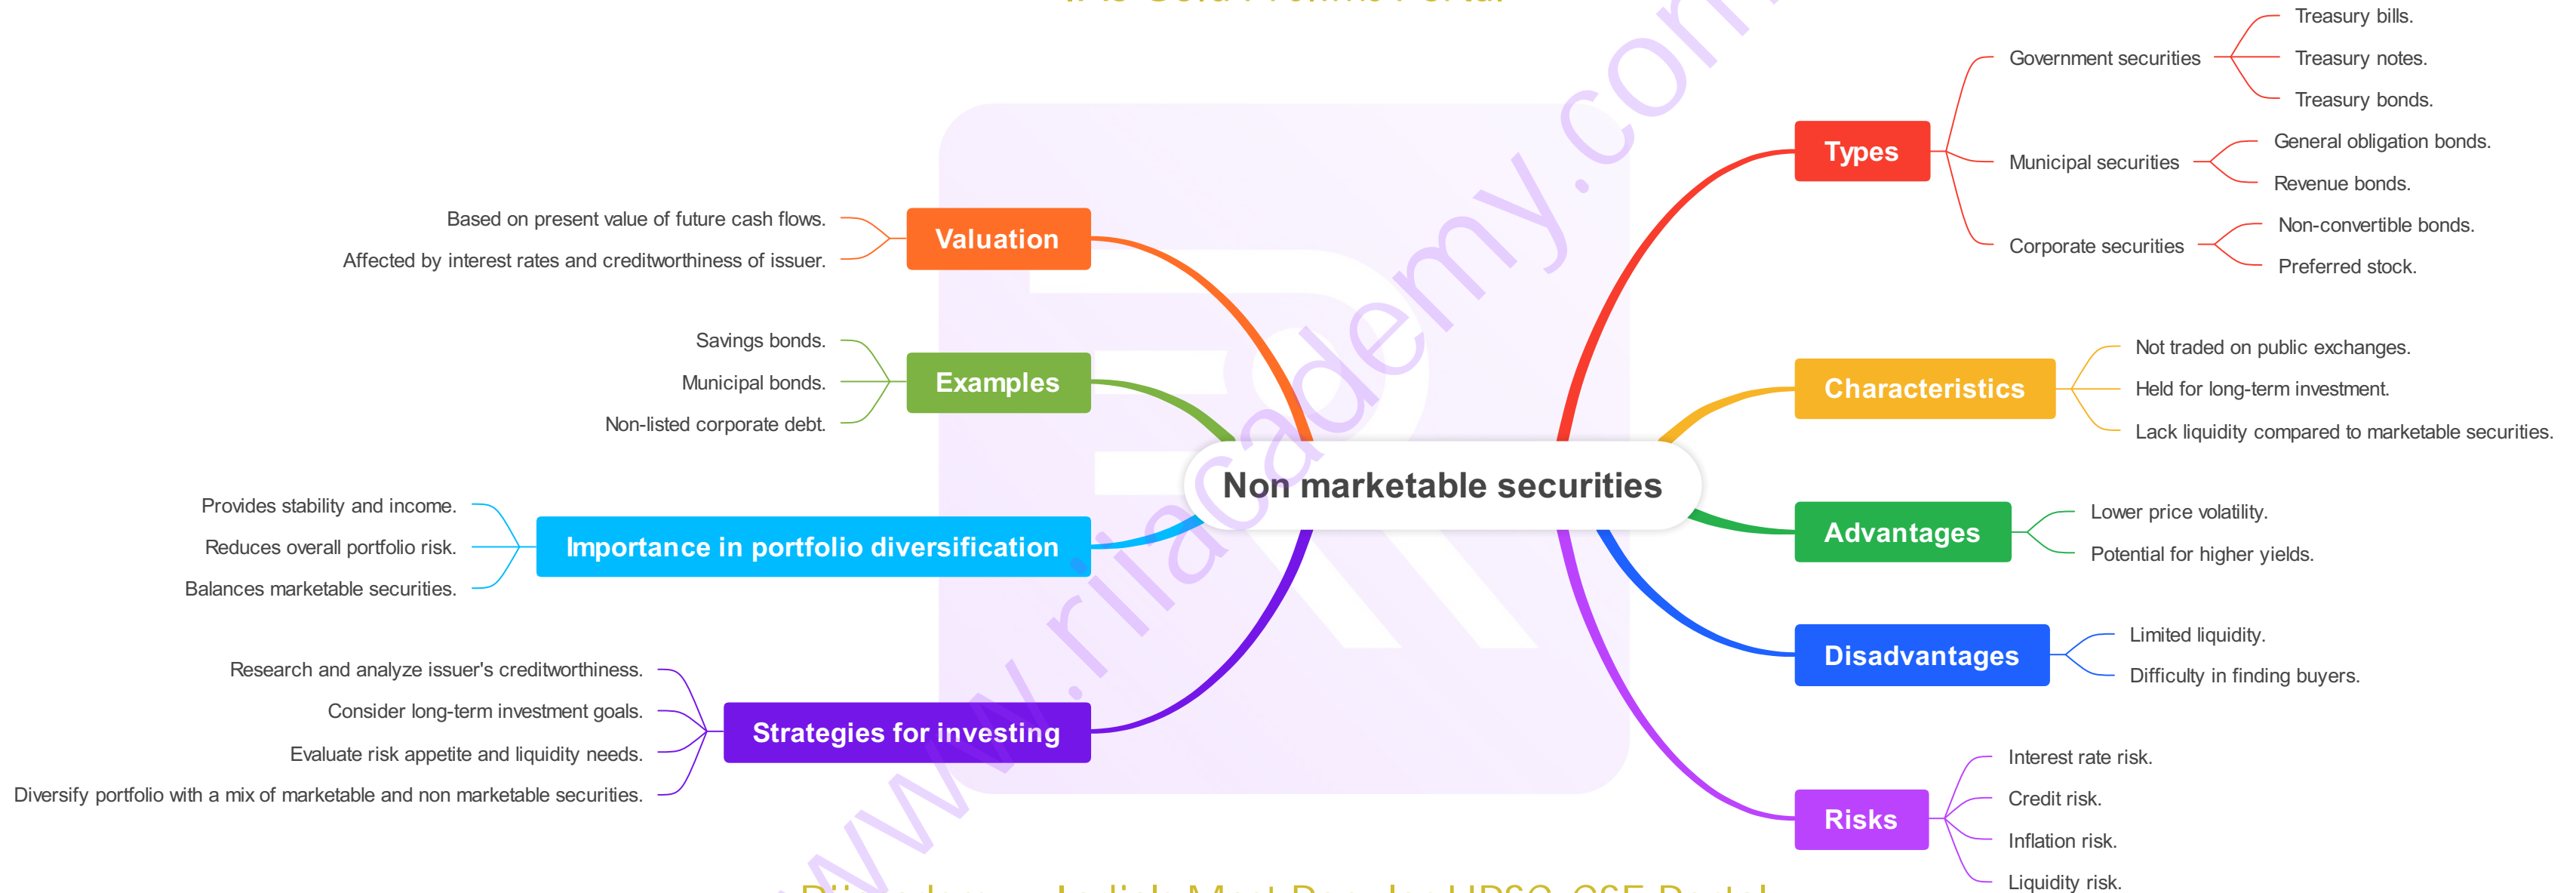 Non marketable securities
Types
Government securities
Treasury bills.
Treasury notes.
Treasury bonds.
Municipal securities
General obligation bonds.
Revenue bonds.
Corporate securities
Non-convertible bonds.
Preferred stock.
Characteristics
Not traded on public exchanges.
Held for long-term investment.
Lack liquidity compared to marketable securities.
Advantages
Lower price volatility.
Potential for higher yields.
Disadvantages
Limited liquidity.
Difficulty in finding buyers.
Risks
Interest rate risk.
Credit risk.
Inflation risk.
Liquidity risk.
Valuation
Based on present value of future cash flows.
Affected by interest rates and creditworthiness of issuer.
Examples
Savings bonds.
Municipal bonds.
Non-listed corporate debt.
Importance in portfolio diversification
Provides stability and income.
Reduces overall portfolio risk.
Balances marketable securities.
Strategies for investing
Research and analyze issuer's creditworthiness.
Consider long-term investment goals.
Evaluate risk appetite and liquidity needs.
Diversify portfolio with a mix of marketable and non marketable securities.